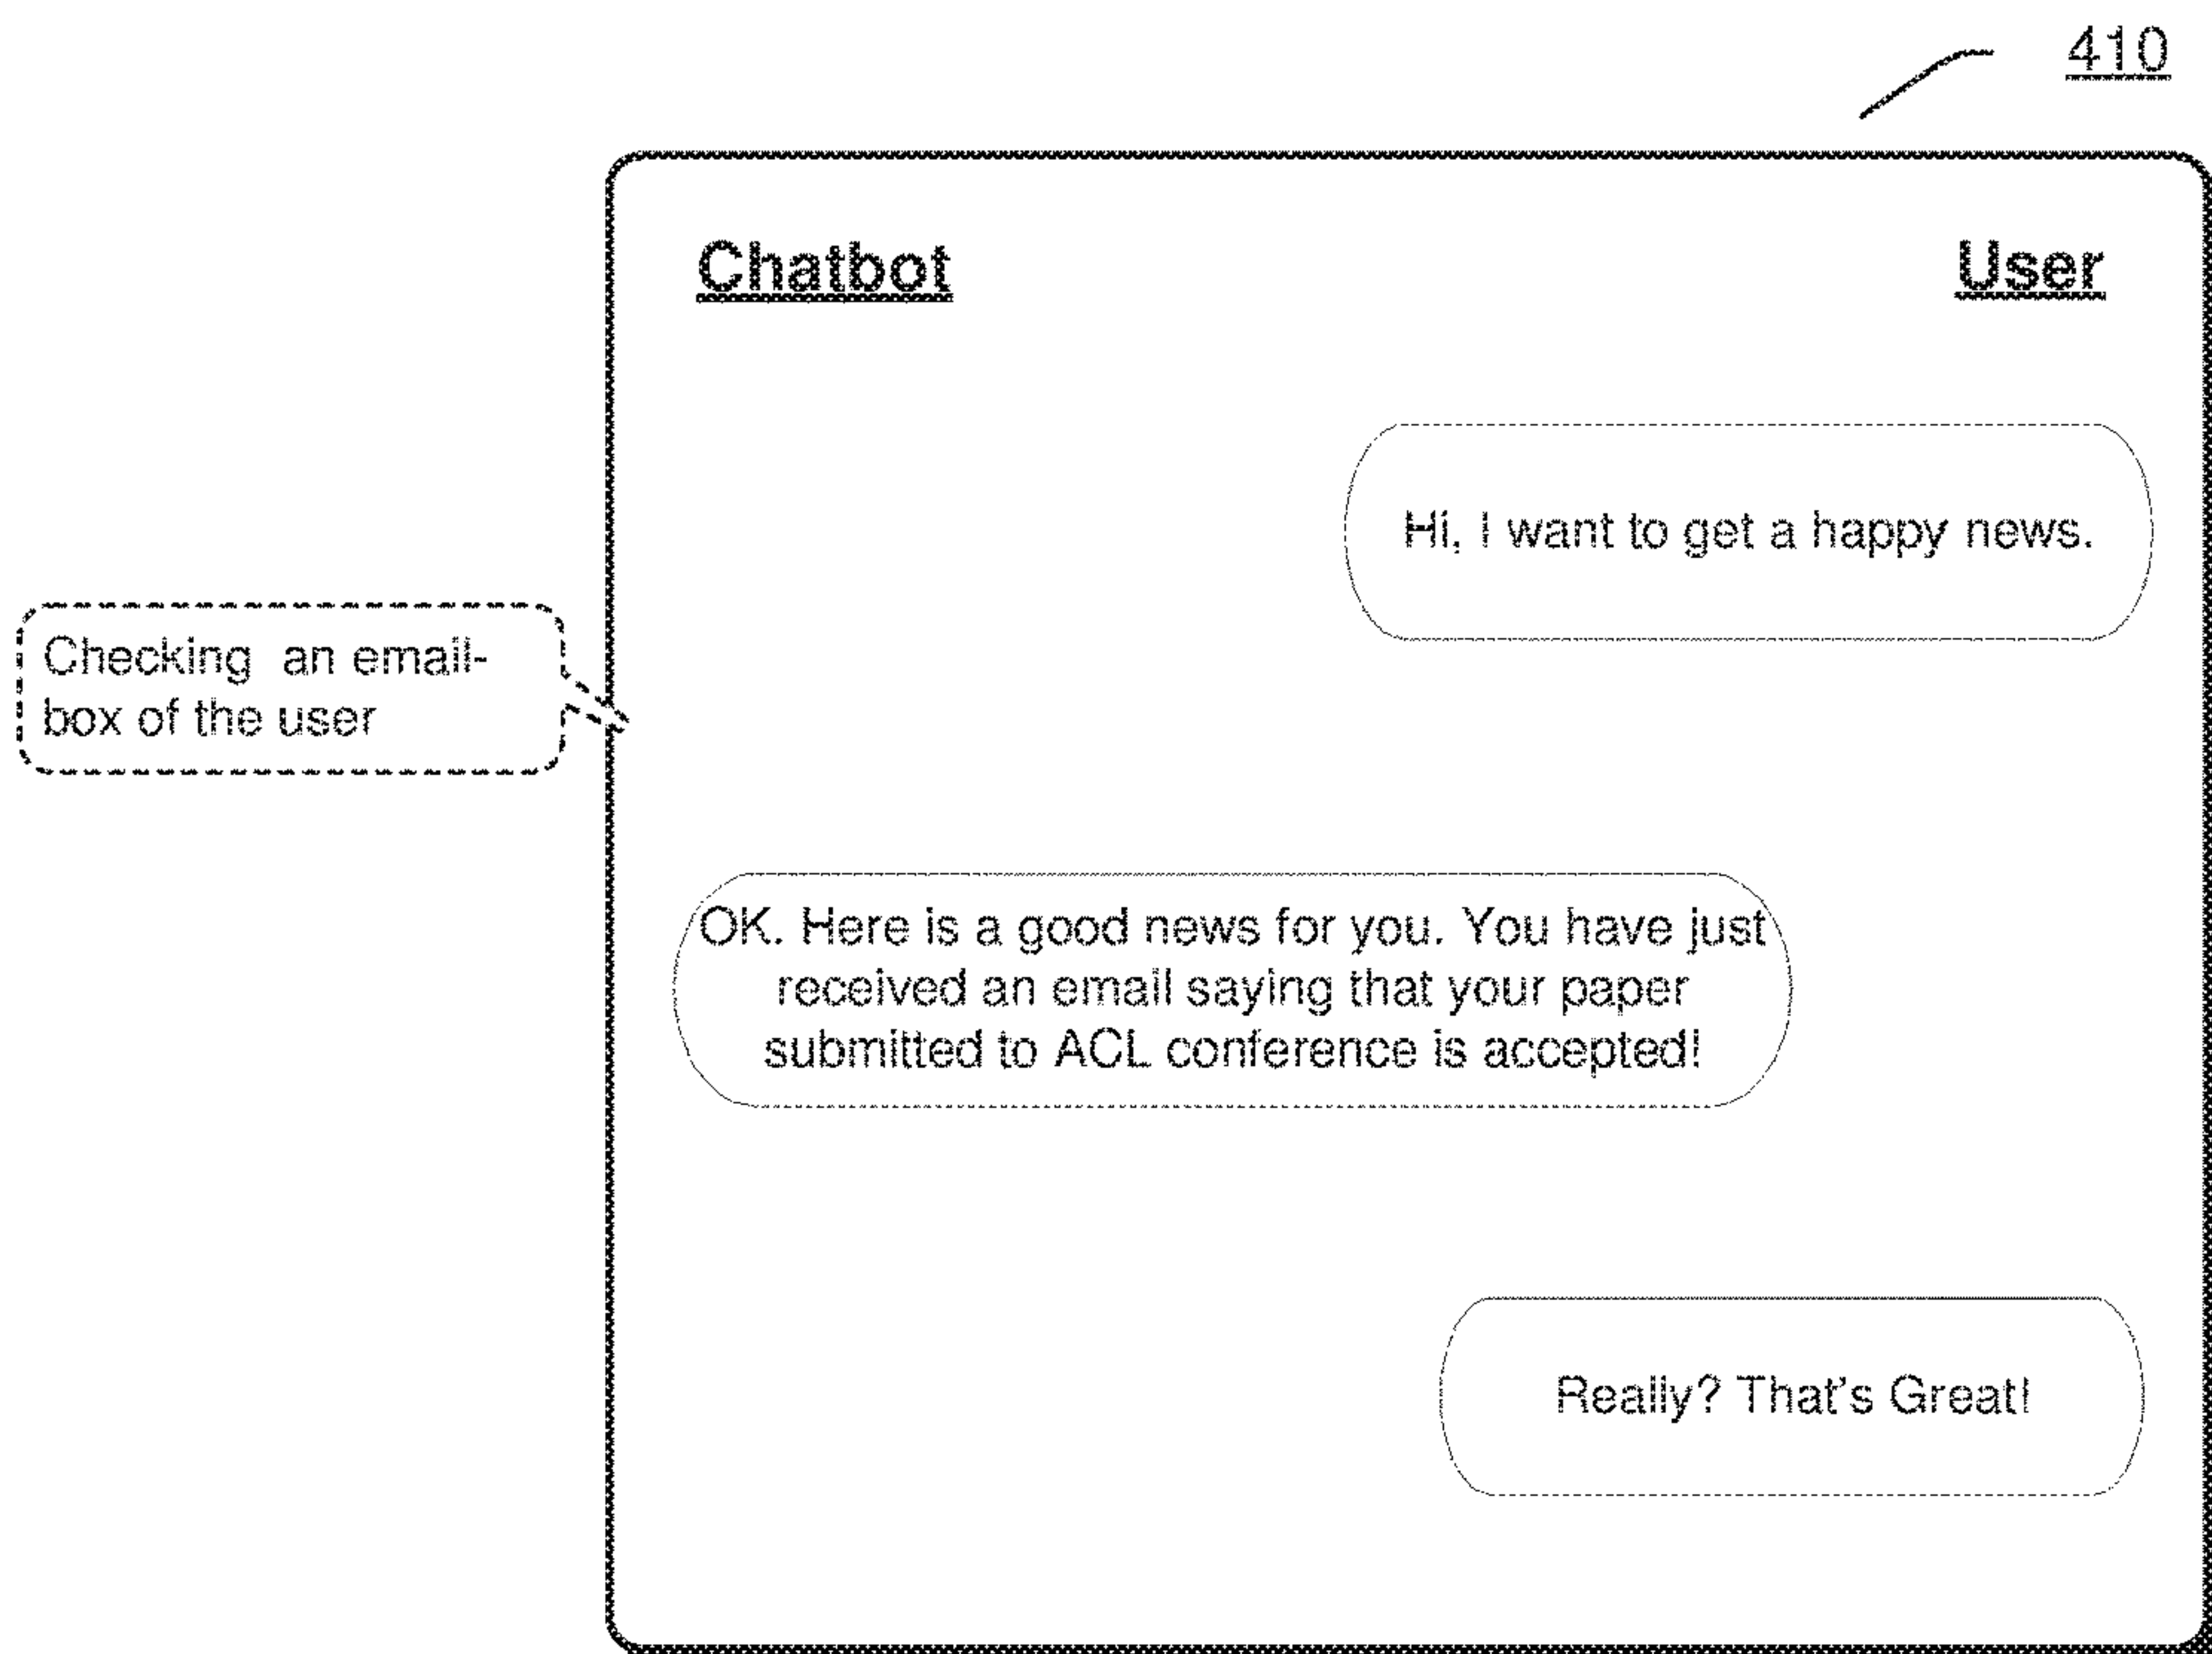 410
Chatbot
User
Hi, I want to get a happy news.
Checking an email-
box of the user
OK. Here is a good news for you. You have just
received an email saying that your paper
submitted to ACL conference is accepted!
Really? That's Great!